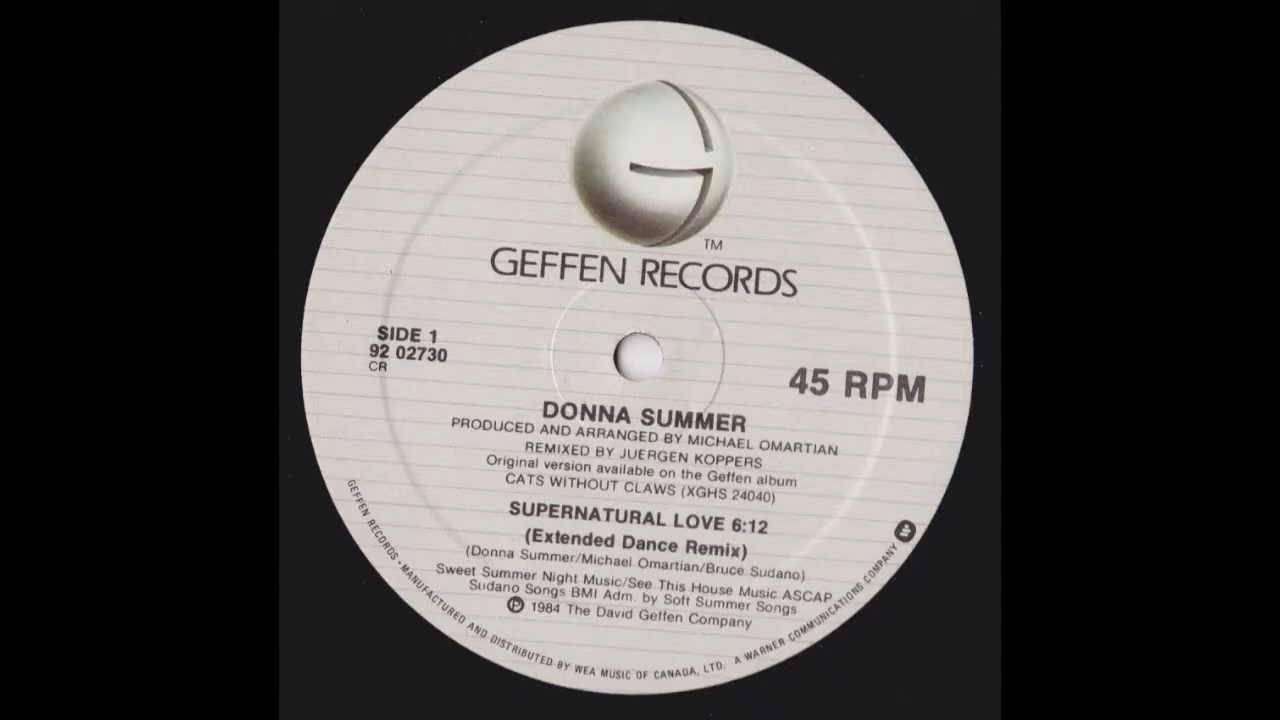 TM
GEFFEN RECORDS
SIDE 1
92 02730
CR
45 RPM
DONNA SUMMER
PRODUCED AND ARRANGED BY MICHAEL OMARTIAN
REMIXED BY JUERGEN KOPPERS
Original version available on the Geffen album
CATS WITHOUT CLAWS (XGHS 24040)
SUPERNATURAL LOVE 6:12
(Extended Dance Remix)
(Donna Summer/Michael Omartian/Bruce Sudano)
Sweet Summer Night Music/See This House Music ASCAP
Sudano Songs BMI Adm. by Soft Summer Songs
℗ 1984 The David Geffen Company
GEFFEN RECORDS • MANUFACTURED AND DISTRIBUTED BY WEA MUSIC OF CANADA, LTD. A WARNER COMMUNICATIONS COMPANY